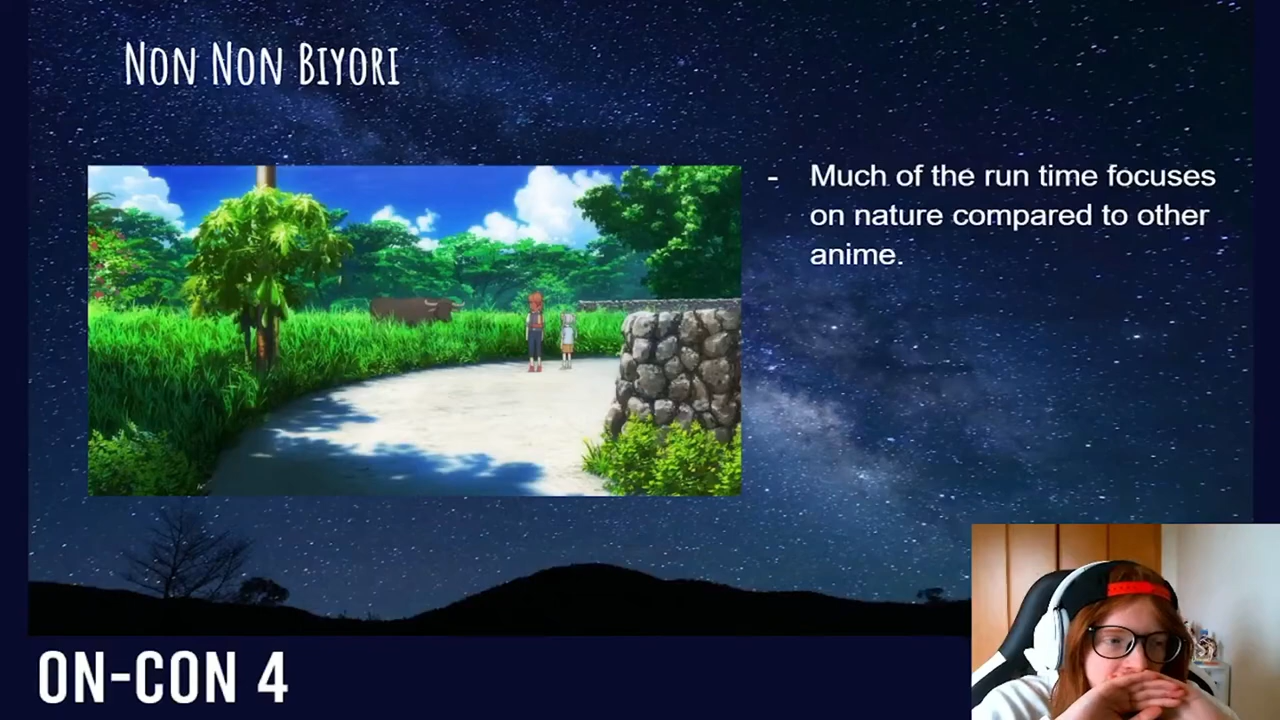 NON NON BIYORI
- Much of the run time focuses
on nature compared to other
anime.
ON-CON 4